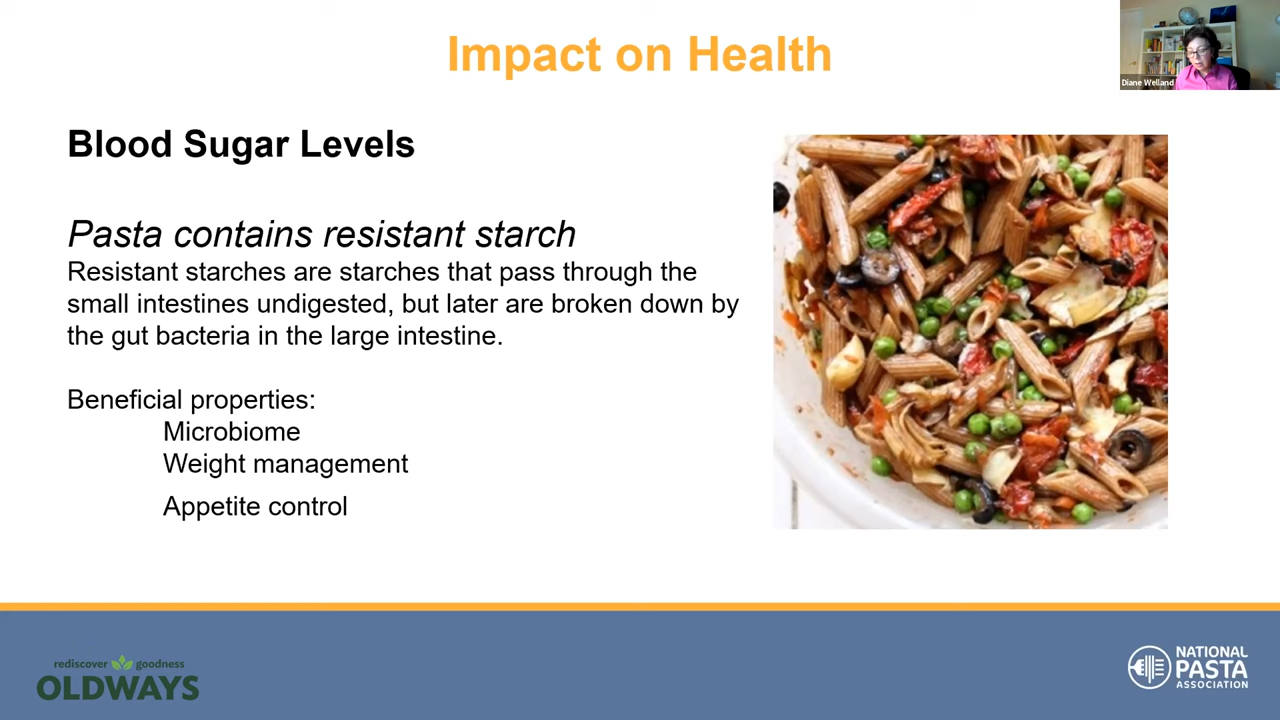 Impact on Health
Diane Welland
Blood Sugar Levels
Pasta contains resistant starch
Resistant starches are starches that pass through the
small intestines undigested, but later are broken down by
the gut bacteria in the large intestine.
Beneficial properties:
Microbiome
Weight management
Appetite control
rediscover goodness
OLDWAYS
NATIONAL
PASTA
ASSOCIATION